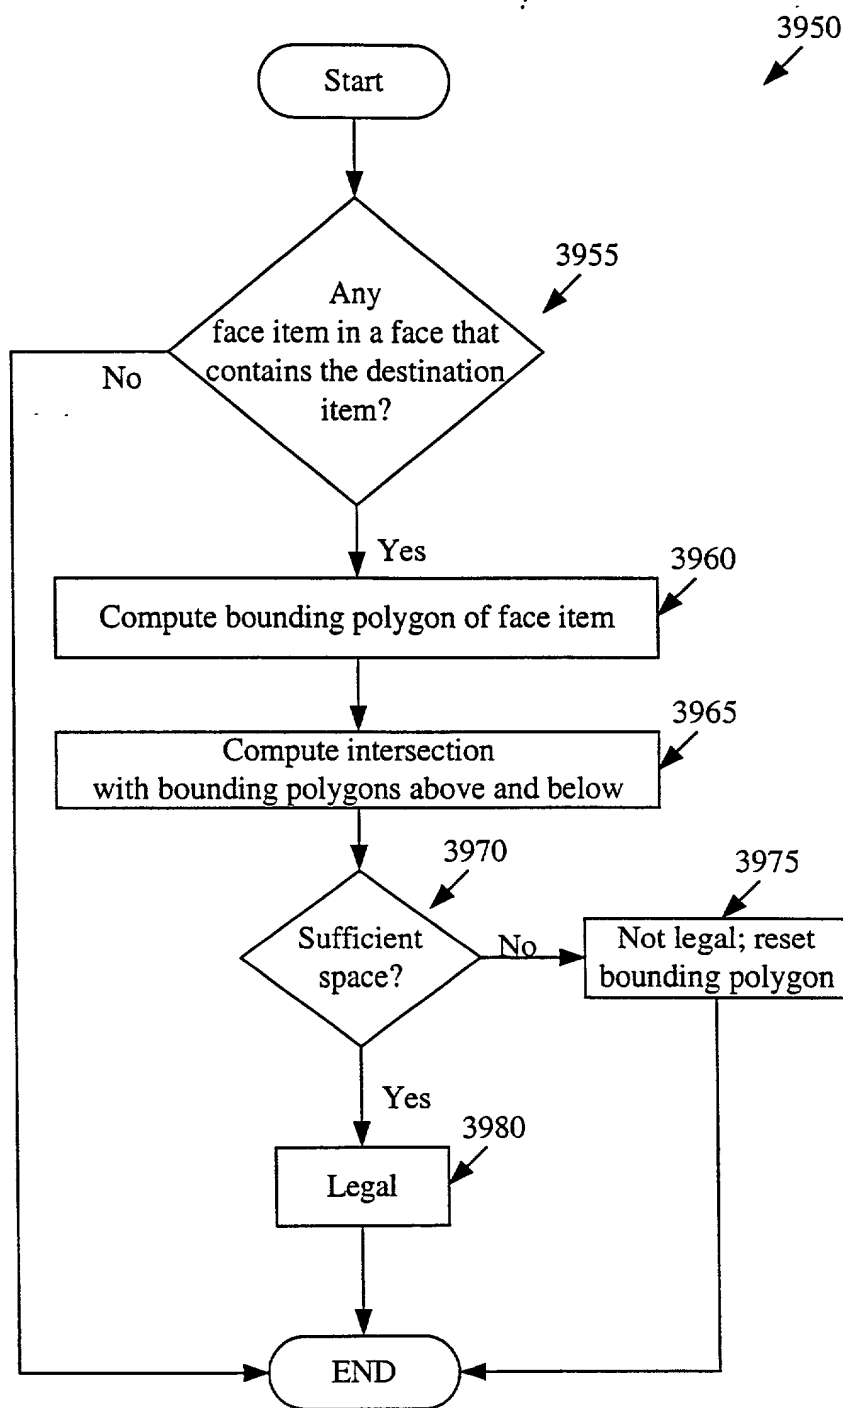 3950
Start
3955
Any
face item in a face that
contains the destination
item?
No
Yes
3960
Compute bounding polygon of face item
3965
Compute intersection
with bounding polygons above and below
3970
3975
Sufficient
space?
No
Not legal; reset
bounding polygon
Yes
3980
Legal
END